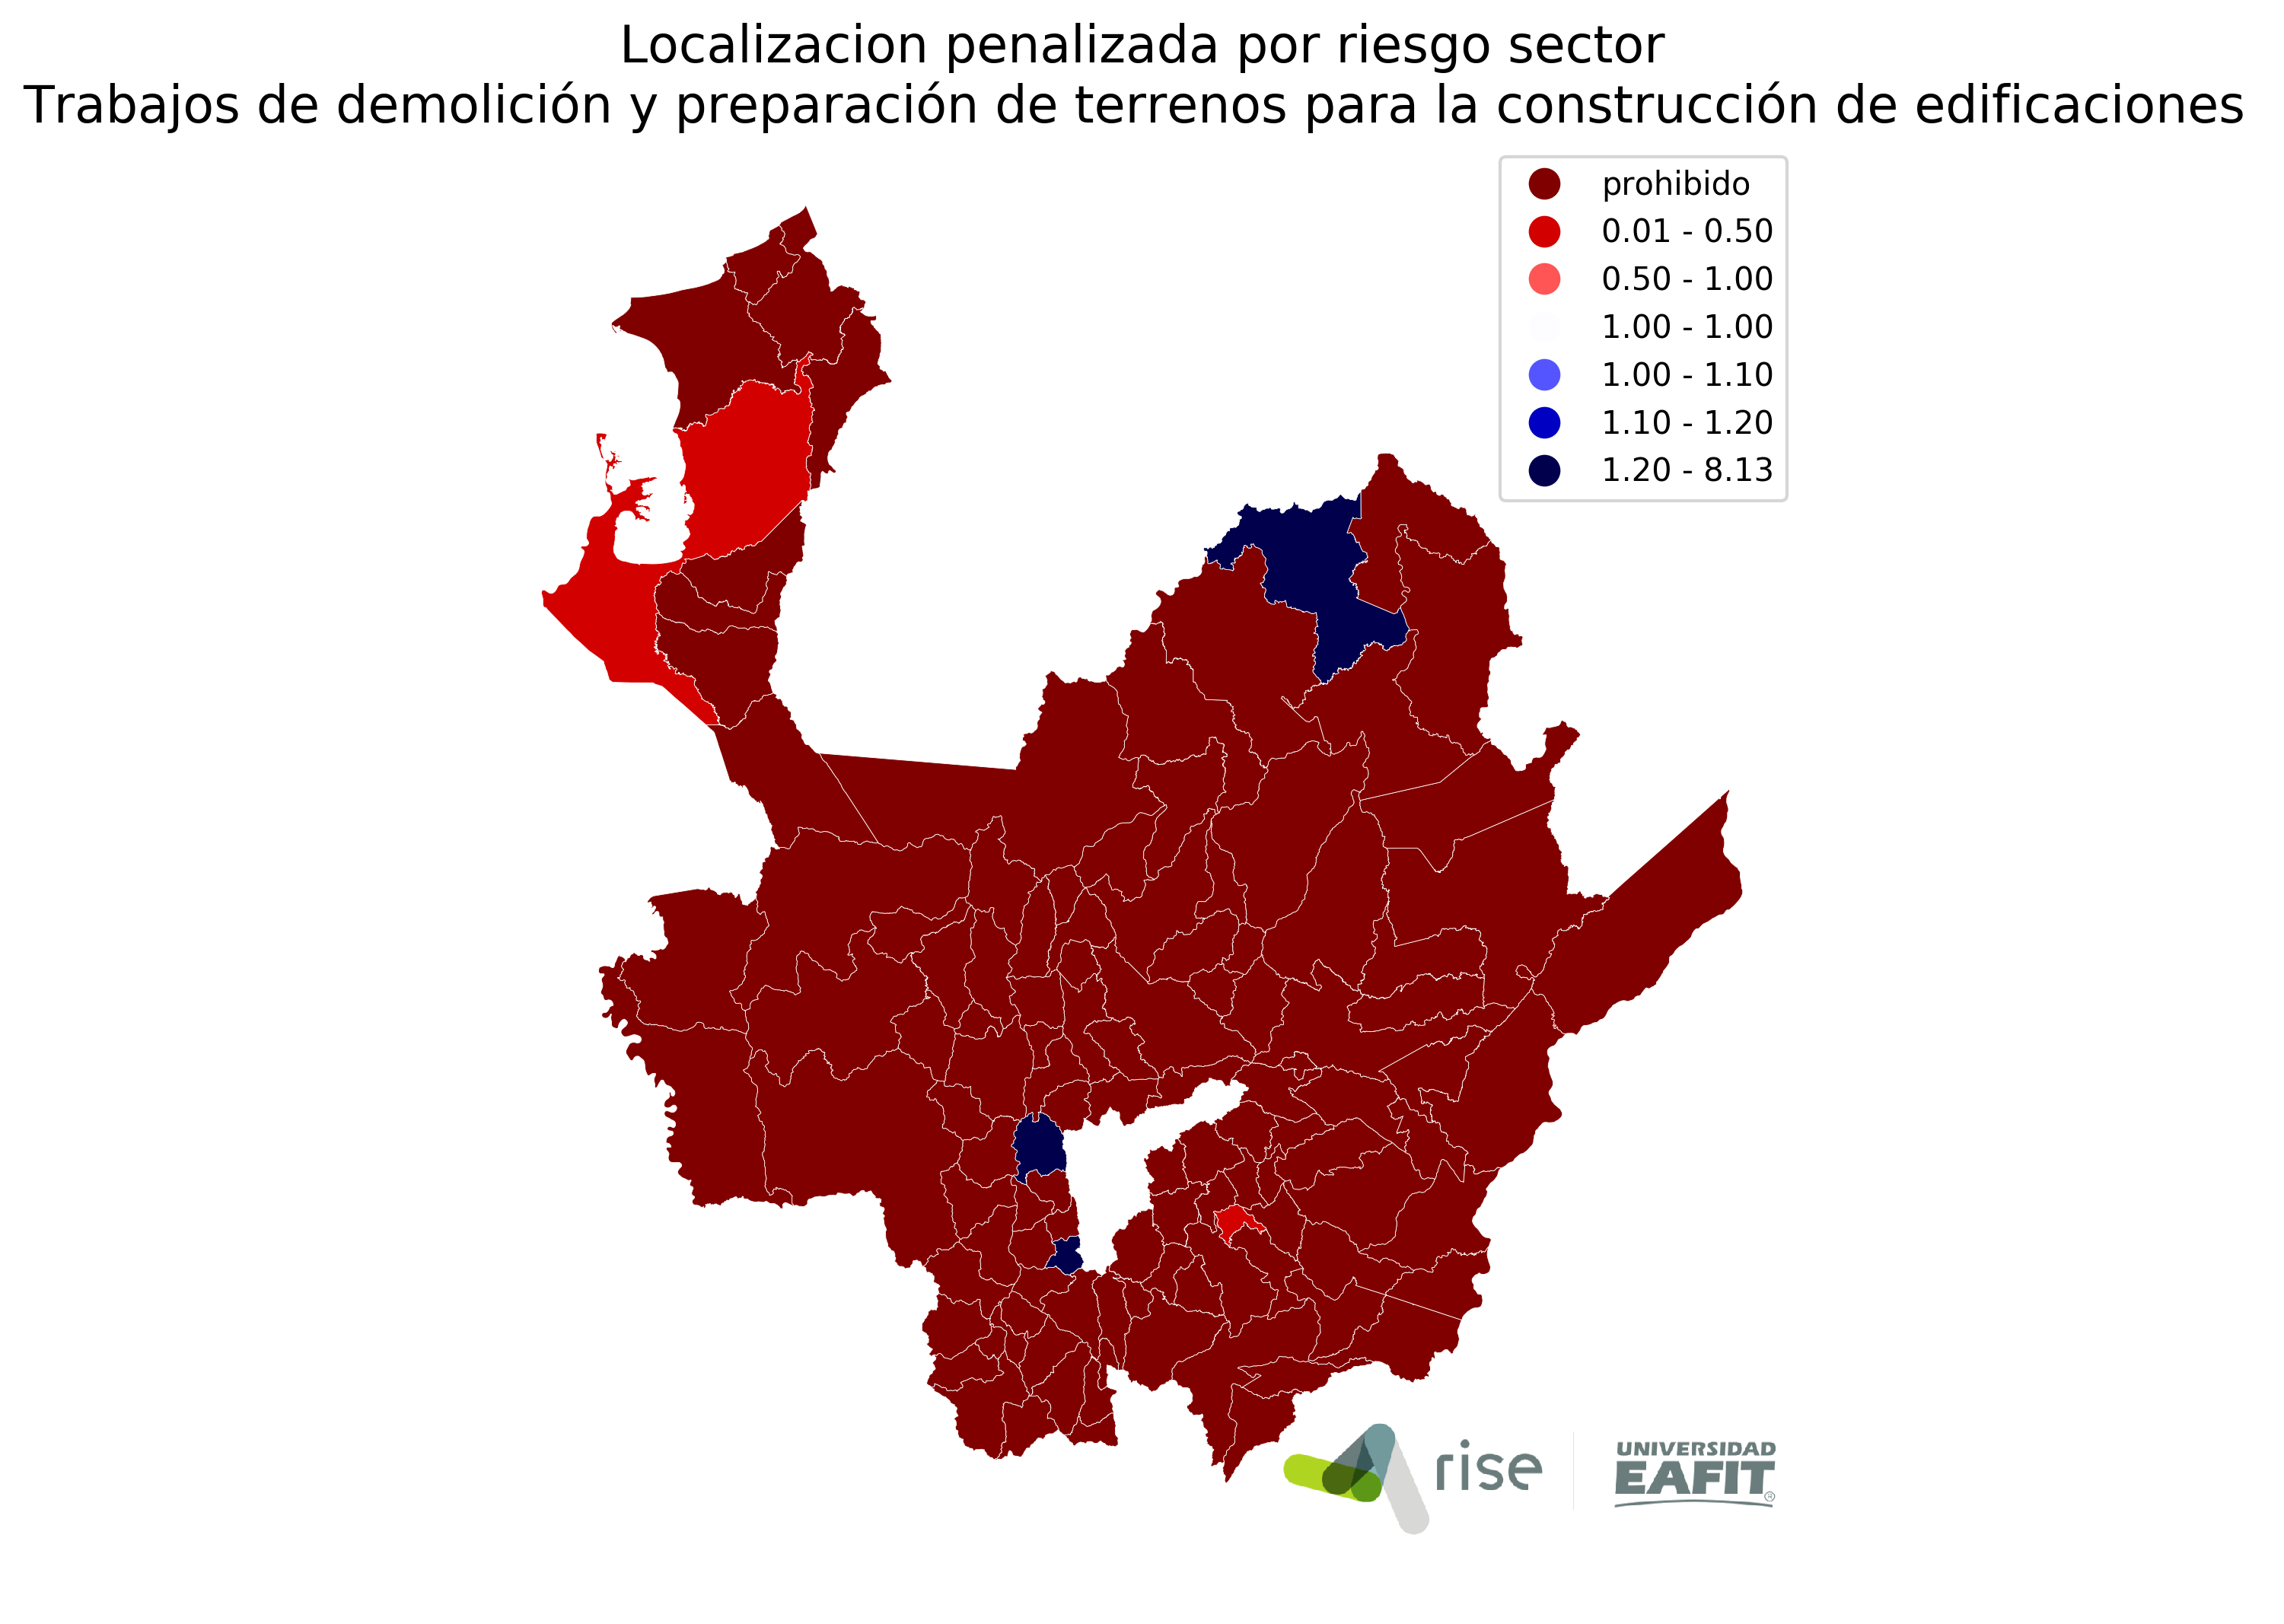 Localizacion penalizada por riesgo sector
Trabajos de demolición y preparación de terrenos para la construcción de edificaciones
prohibido
0.01 - 0.50
0.50 - 1.00
1.00 - 1.00
1.00 - 1.10
1.10 - 1.20
1.20 - 8.13
rise
UNIVERSIDAD
EAFIT®